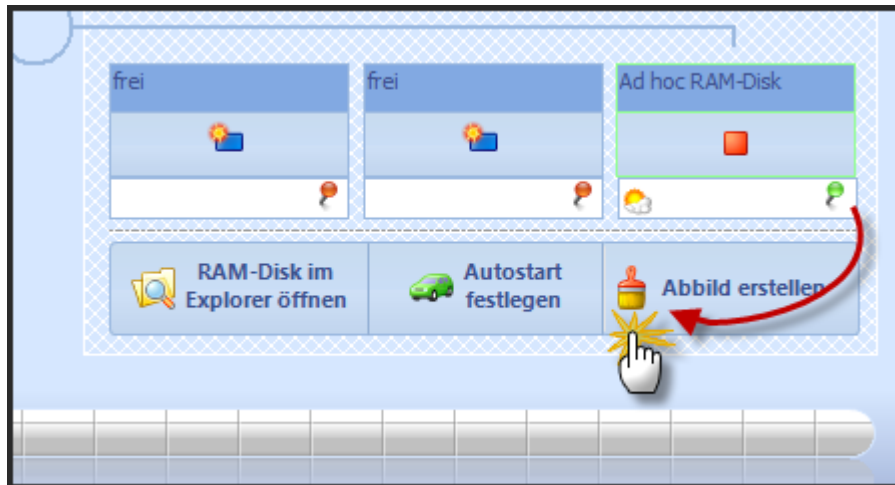 frei
frei
Ad hoc RAM-Disk
RAM-Disk im
Explorer öffnen
Autostart
festlegen
Abbild erstellen